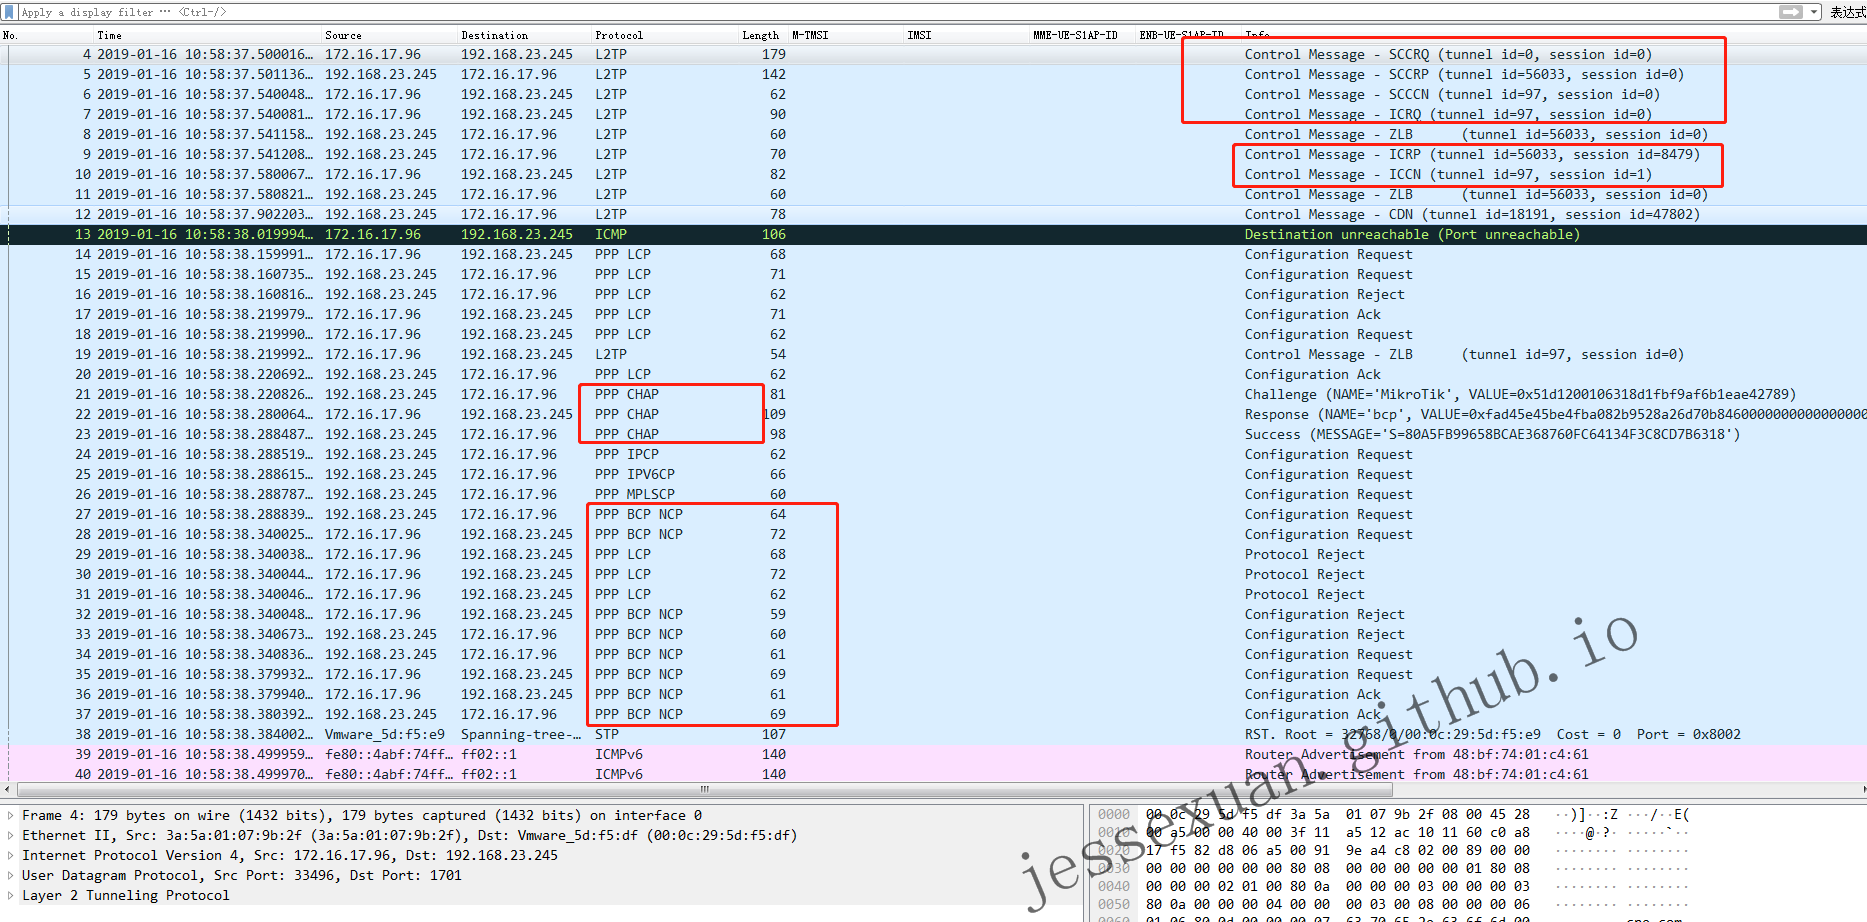 Apply a display filter ··· <Ctrl-/> 表达式
No. Time Source Destination Protocol Length M-TMSI IMSI MME-UE-S1AP-ID ENB-UE-S1AP-ID Info
4 2019-01-16 10:58:37.500016… 172.16.17.96 192.168.23.245 L2TP 179 Control Message - SCCRQ (tunnel id=0, session id=0)
5 2019-01-16 10:58:37.501136… 192.168.23.245 172.16.17.96 L2TP 142 Control Message - SCCRP (tunnel id=56033, session id=0)
6 2019-01-16 10:58:37.540048… 172.16.17.96 192.168.23.245 L2TP 62 Control Message - SCCCN (tunnel id=97, session id=0)
7 2019-01-16 10:58:37.540081… 172.16.17.96 192.168.23.245 L2TP 90 Control Message - ICRQ (tunnel id=97, session id=0)
8 2019-01-16 10:58:37.541158… 192.168.23.245 172.16.17.96 L2TP 60 Control Message - ZLB (tunnel id=56033, session id=0)
9 2019-01-16 10:58:37.541208… 192.168.23.245 172.16.17.96 L2TP 70 Control Message - ICRP (tunnel id=56033, session id=8479)
10 2019-01-16 10:58:37.580067… 172.16.17.96 192.168.23.245 L2TP 82 Control Message - ICCN (tunnel id=97, session id=1)
11 2019-01-16 10:58:37.580821… 192.168.23.245 172.16.17.96 L2TP 60 Control Message - ZLB (tunnel id=56033, session id=0)
12 2019-01-16 10:58:37.902203… 192.168.23.245 172.16.17.96 L2TP 78 Control Message - CDN (tunnel id=18191, session id=47802)
13 2019-01-16 10:58:38.019994… 172.16.17.96 192.168.23.245 ICMP 106 Destination unreachable (Port unreachable)
14 2019-01-16 10:58:38.159991… 172.16.17.96 192.168.23.245 PPP LCP 68 Configuration Request
15 2019-01-16 10:58:38.160735… 192.168.23.245 172.16.17.96 PPP LCP 71 Configuration Request
16 2019-01-16 10:58:38.160816… 192.168.23.245 172.16.17.96 PPP LCP 62 Configuration Reject
17 2019-01-16 10:58:38.219979… 172.16.17.96 192.168.23.245 PPP LCP 71 Configuration Ack
18 2019-01-16 10:58:38.219990… 172.16.17.96 192.168.23.245 PPP LCP 62 Configuration Request
19 2019-01-16 10:58:38.219992… 172.16.17.96 192.168.23.245 L2TP 54 Control Message - ZLB (tunnel id=97, session id=0)
20 2019-01-16 10:58:38.220692… 192.168.23.245 172.16.17.96 PPP LCP 62 Configuration Ack
21 2019-01-16 10:58:38.220826… 192.168.23.245 172.16.17.96 PPP CHAP 81 Challenge (NAME='MikroTik', VALUE=0x51d1200106318d1fbf9af6b1eae42789)
22 2019-01-16 10:58:38.280064… 172.16.17.96 192.168.23.245 PPP CHAP 109 Response (NAME='bcp', VALUE=0xfad45e45be4fba082b9528a26d70b8460000000000000000
23 2019-01-16 10:58:38.288487… 192.168.23.245 172.16.17.96 PPP CHAP 98 Success (MESSAGE='S=80A5FB99658BCAE368760FC64134F3C8CD7B6318')
24 2019-01-16 10:58:38.288519… 192.168.23.245 172.16.17.96 PPP IPCP 62 Configuration Request
25 2019-01-16 10:58:38.288615… 192.168.23.245 172.16.17.96 PPP IPV6CP 66 Configuration Request
26 2019-01-16 10:58:38.288787… 192.168.23.245 172.16.17.96 PPP MPLSCP 60 Configuration Request
27 2019-01-16 10:58:38.288839… 192.168.23.245 172.16.17.96 PPP BCP NCP 64 Configuration Request
28 2019-01-16 10:58:38.340025… 172.16.17.96 192.168.23.245 PPP BCP NCP 72 Configuration Request
29 2019-01-16 10:58:38.340038… 172.16.17.96 192.168.23.245 PPP LCP 68 Protocol Reject
30 2019-01-16 10:58:38.340044… 172.16.17.96 192.168.23.245 PPP LCP 72 Protocol Reject
31 2019-01-16 10:58:38.340046… 172.16.17.96 192.168.23.245 PPP LCP 62 Protocol Reject
32 2019-01-16 10:58:38.340048… 172.16.17.96 192.168.23.245 PPP BCP NCP 59 Configuration Reject
33 2019-01-16 10:58:38.340673… 192.168.23.245 172.16.17.96 PPP BCP NCP 60 Configuration Reject
34 2019-01-16 10:58:38.340836… 192.168.23.245 172.16.17.96 PPP BCP NCP 61 Configuration Request
35 2019-01-16 10:58:38.379932… 172.16.17.96 192.168.23.245 PPP BCP NCP 69 Configuration Request
36 2019-01-16 10:58:38.379940… 172.16.17.96 192.168.23.245 PPP BCP NCP 61 Configuration Ack
37 2019-01-16 10:58:38.380392… 192.168.23.245 172.16.17.96 PPP BCP NCP 69 Configuration Ack
38 2019-01-16 10:58:38.384002… Vmware_5d:f5:e9 Spanning-tree-… STP 107 RST. Root = 32768/0/00:0c:29:5d:f5:e9 Cost = 0 Port = 0x8002
39 2019-01-16 10:58:38.499959… fe80::4abf:74ff… ff02::1 ICMPv6 140 Router Advertisement from 48:bf:74:01:c4:61
40 2019-01-16 10:58:38.499970… fe80::4abf:74ff… ff02::1 ICMPv6 140 Router Advertisement from 48:bf:74:01:c4:61
jessexuan.github.io
Frame 4: 179 bytes on wire (1432 bits), 179 bytes captured (1432 bits) on interface 0
Ethernet II, Src: 3a:5a:01:07:9b:2f (3a:5a:01:07:9b:2f), Dst: Vmware_5d:f5:df (00:0c:29:5d:f5:df)
Internet Protocol Version 4, Src: 172.16.17.96, Dst: 192.168.23.245
User Datagram Protocol, Src Port: 33496, Dst Port: 1701
Layer 2 Tunneling Protocol
0000 00 0c 29 5d f5 df 3a 5a 01 07 9b 2f 08 00 45 28 ··)]··:Z ···/··E(
0010 00 a5 00 00 40 00 3f 11 a5 12 ac 10 11 60 c0 a8 ····@·?· ·····`··
0020 17 f5 82 d8 06 a5 00 91 9e a4 c8 02 00 89 00 00 ········ ········
0030 00 00 00 00 00 00 80 08 00 00 00 00 00 01 80 08 ········ ········
0040 00 00 00 02 01 00 80 0a 00 00 00 03 00 00 00 03 ········ ········
0050 80 0a 00 00 00 04 00 00 00 03 00 08 00 00 00 06 ········ ········
0060 01 06 80 0d 00 00 00 07 63 70 65 2e 63 6f 6d 00 cpe.com·